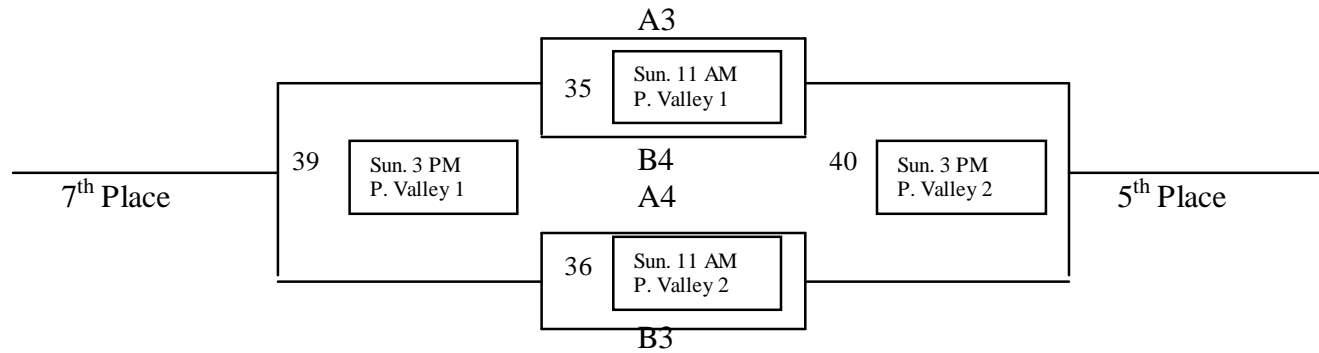 A3
35
Sun. 11 AM
P. Valley 1
39
Sun. 3 PM
P. Valley 1
B4
40
Sun. 3 PM
P. Valley 2
7th Place
A4
5th Place
36
Sun. 11 AM
P. Valley 2
B3